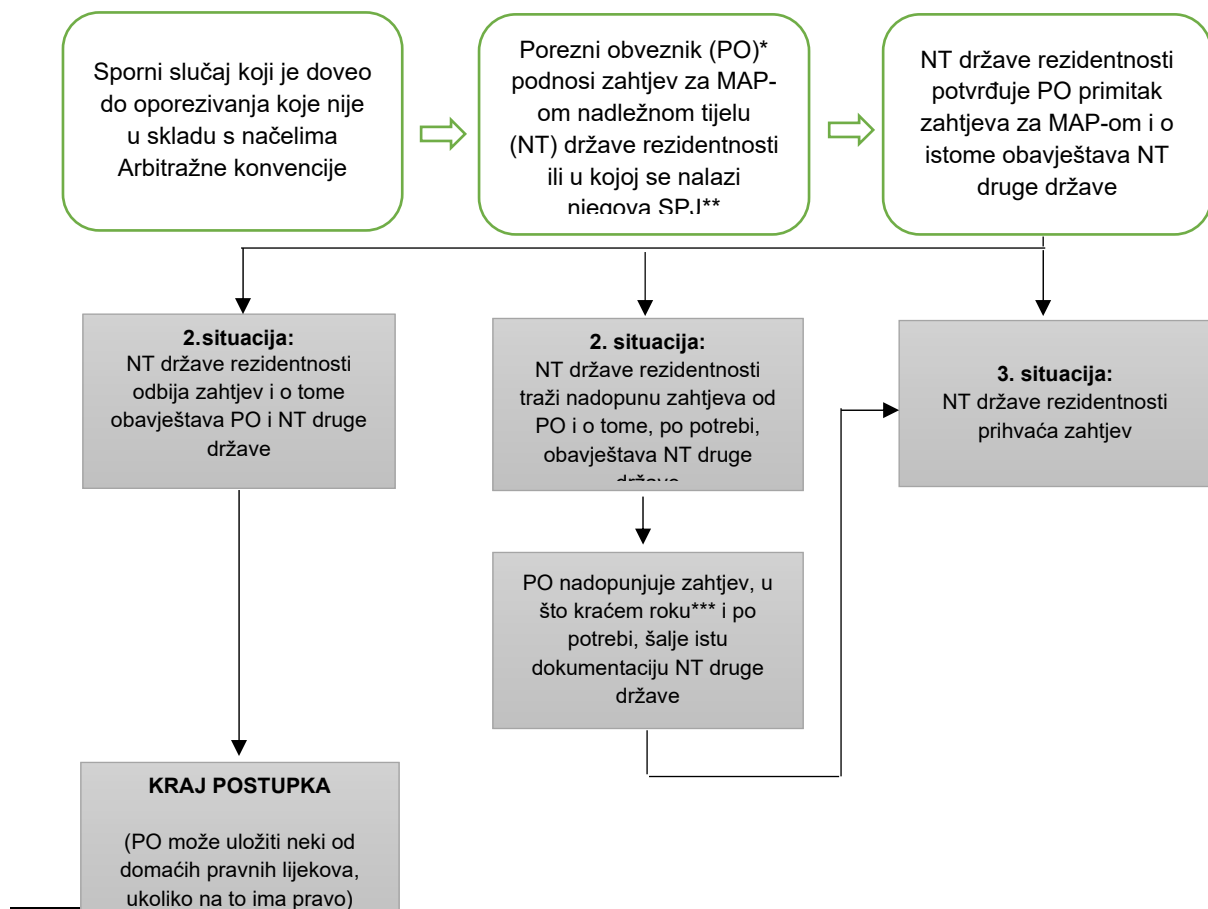 Sporni slučaj koji je doveo
do oporezivanja koje nije
u skladu s načelima
Arbitražne konvencije
Porezni obveznik (PO)*
podnosi zahtjev za MAP-
om nadležnom tijelu
(NT) države rezidentnosti
ili u kojoj se nalazi
njegova SPJ**
NT države rezidentnosti
potvrđuje PO primitak
zahtjeva za MAP-om i o
istome obavještava NT
druge države
2.situacija:
NT države rezidentnosti
odbija zahtjev i o tome
obavještava PO i NT druge
države
2. situacija:
NT države rezidentnosti
traži nadopunu zahtjeva od
PO i o tome, po potrebi,
obavještava NT druge
države
3. situacija:
NT države rezidentnosti
prihvaća zahtjev
PO nadopunjuje zahtjev, u
što kraćem roku*** i po
potrebi, šalje istu
dokumentaciju NT druge
države
KRAJ POSTUPKA
(PO može uložiti neki od
domaćih pravnih lijekova,
ukoliko na to ima pravo)